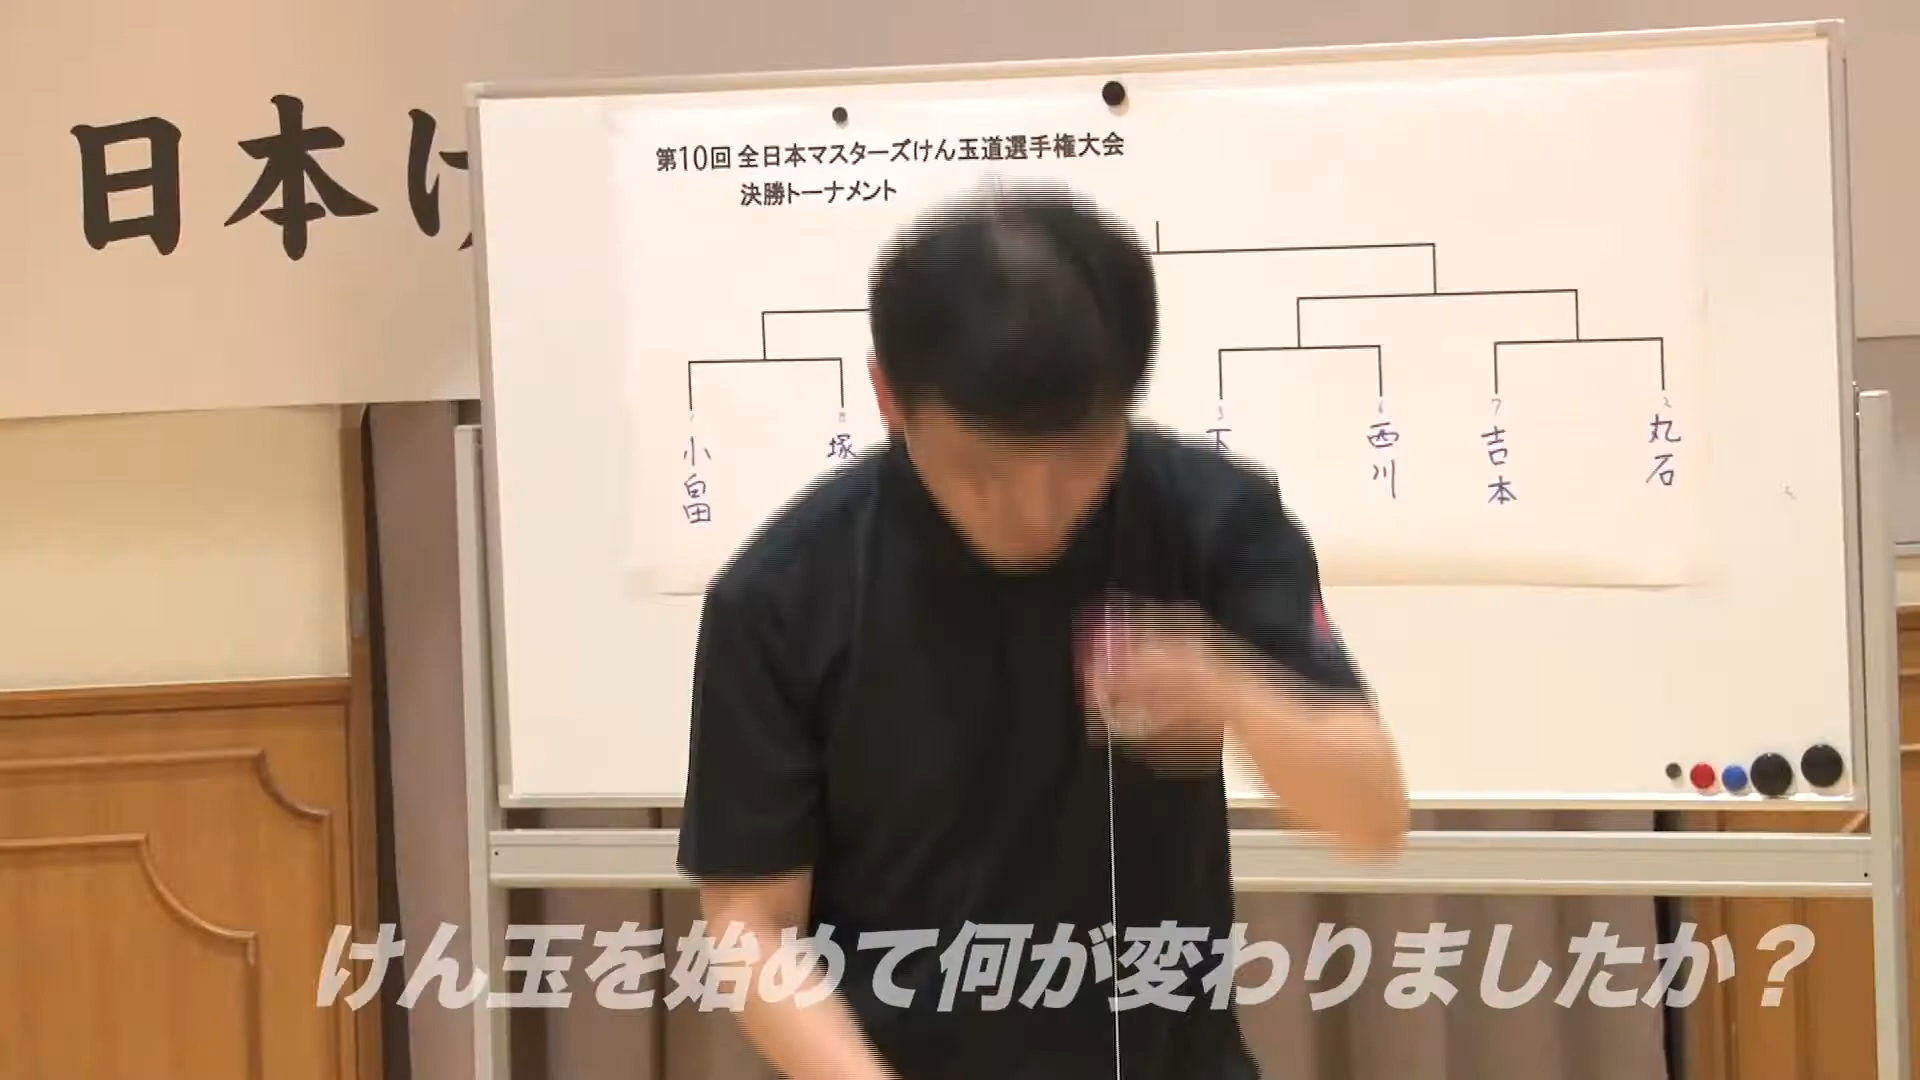 日本け
第10回 全日本マスターズけん玉道選手権大会
決勝トーナメント
小畠
塚
下
西川
吉本
丸石
けん玉を始めて何が変わりましたか？